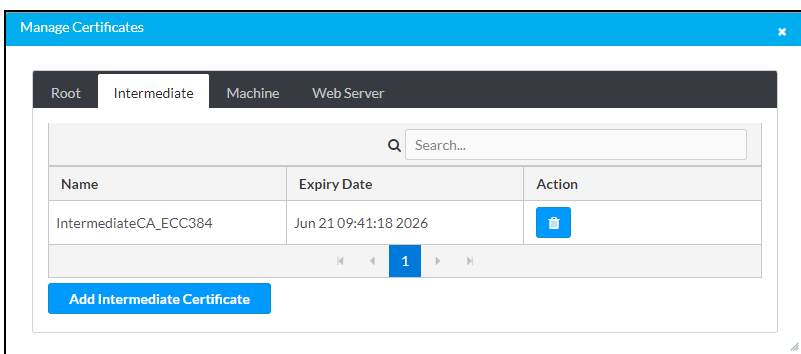 Manage Certificates
Root Intermediate Machine Web Server
Search...
Name Expiry Date Action
IntermediateCA_ECC384 Jun 21 09:41:18 2026
1
Add Intermediate Certificate